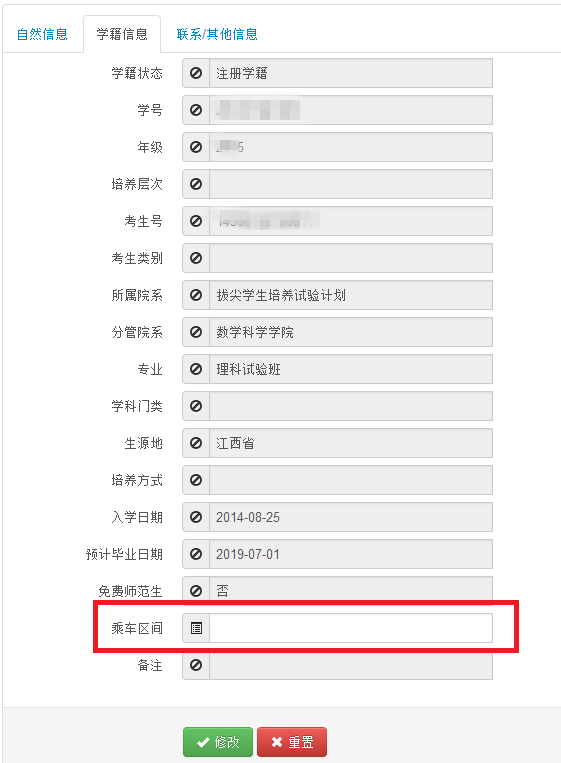 自然信息 学籍信息 联系/其他信息
学籍状态 注册学籍
学号
年级
培养层次
考生号
考生类别
所属院系 拔尖学生培养试验计划
分管院系 数学科学学院
专业 理科试验班
学科门类
生源地 江西省
培养方式
入学日期 2014-08-25
预计毕业日期 2019-07-01
免费师范生 否
乘车区间
备注
修改 重置